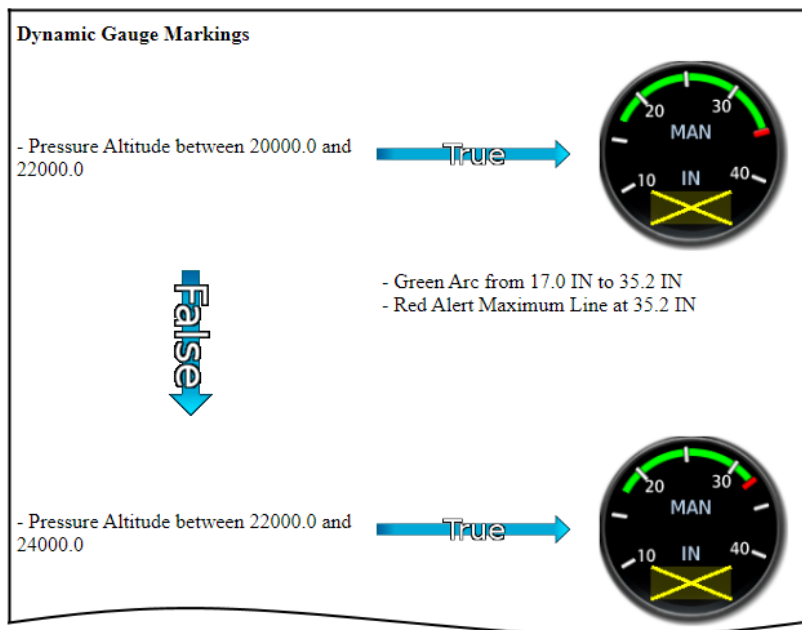 Dynamic Gauge Markings
20 30
MAN
- Pressure Altitude between 20000.0 and
22000.0
True
10 IN 40
- Green Arc from 17.0 IN to 35.2 IN
- Red Alert Maximum Line at 35.2 IN
False
20 30
MAN
- Pressure Altitude between 22000.0 and
24000.0
True
10 IN 40